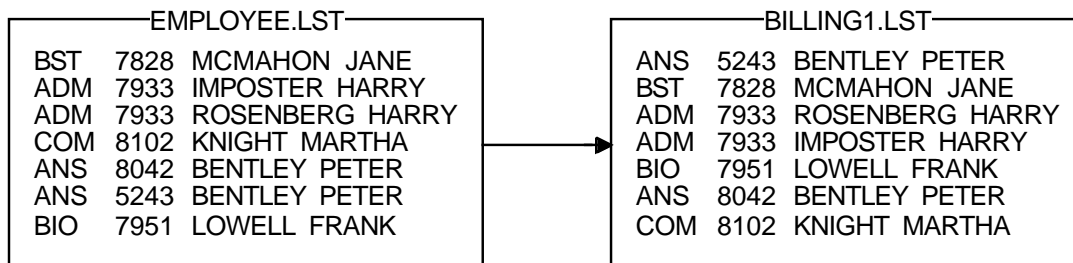 EMPLOYEE.LST
BST 7828 MCMAHON JANE
ADM 7933 IMPOSTER HARRY
ADM 7933 ROSENBERG HARRY
COM 8102 KNIGHT MARTHA
ANS 8042 BENTLEY PETER
ANS 5243 BENTLEY PETER
BIO 7951 LOWELL FRANK
BILLING1.LST
ANS 5243 BENTLEY PETER
BST 7828 MCMAHON JANE
ADM 7933 ROSENBERG HARRY
ADM 7933 IMPOSTER HARRY
BIO 7951 LOWELL FRANK
ANS 8042 BENTLEY PETER
COM 8102 KNIGHT MARTHA